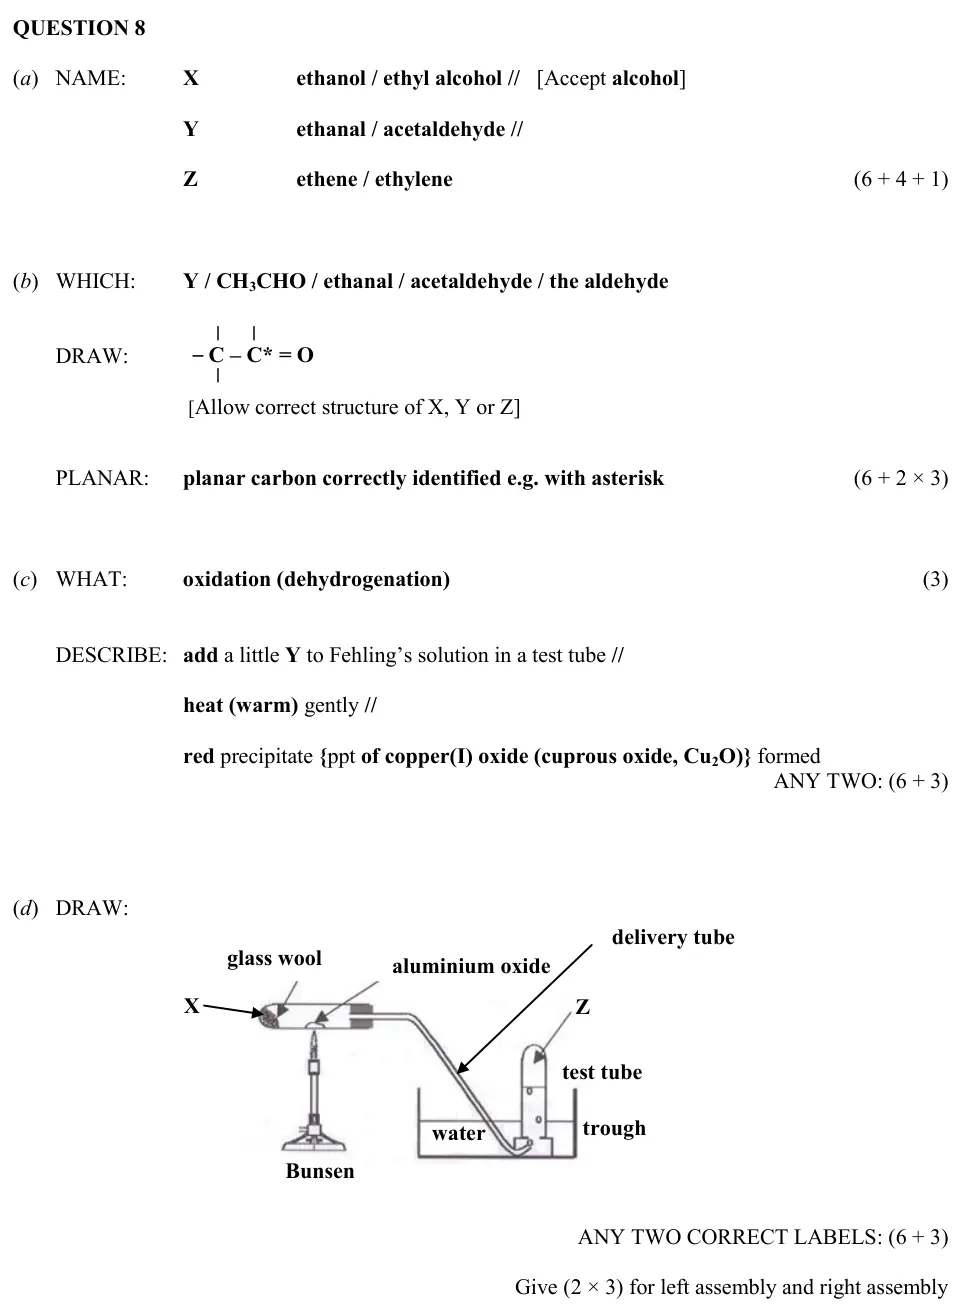 QUESTION 8
(a) NAME: X ethanol / ethyl alcohol // [Accept alcohol]
Y ethanal / acetaldehyde //
Z ethene / ethylene (6 + 4 + 1)
(b) WHICH: Y / CH₃CHO / ethanal / acetaldehyde / the aldehyde
DRAW: – C – C* = O
[Allow correct structure of X, Y or Z]
PLANAR: planar carbon correctly identified e.g. with asterisk (6 + 2 × 3)
(c) WHAT: oxidation (dehydrogenation) (3)
DESCRIBE: add a little Y to Fehling’s solution in a test tube //
heat (warm) gently //
red precipitate {ppt of copper(I) oxide (cuprous oxide, Cu₂O)} formed
ANY TWO: (6 + 3)
(d) DRAW:
delivery tube
glass wool
aluminium oxide
X
Z
test tube
water
trough
Bunsen
ANY TWO CORRECT LABELS: (6 + 3)
Give (2 × 3) for left assembly and right assembly